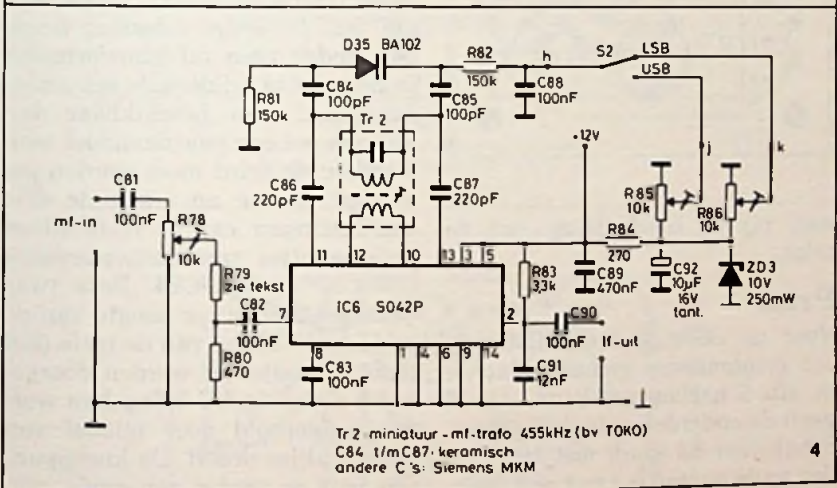 D35
BA102
R82
150k
h
S2
LSB
USB
R81
150k
C84
100pF
C85
100pF
C88
100nF
Tr 2
12V
j
k
C81
100nF
mf-in
R78
10k
C86
220pF
C87
220pF
R85
10k
R86
10k
R84
270
11
12
10
13
3
5
R79
zie tekst
C82
100nF
7
IC6 SO42P
2
R83
3,3k
C89
470nF
C92
10µF
16V
tant.
ZD3
10V
250mW
C90
100nF
lf-uit
R80
470
8
C83
100nF
1
4
6
9
14
C91
12nF
Tr 2 = miniatuur-mf-trafo 455kHz (bv TOKO)
C84 t/m C87: keramisch
andere C's: Siemens MKM
4